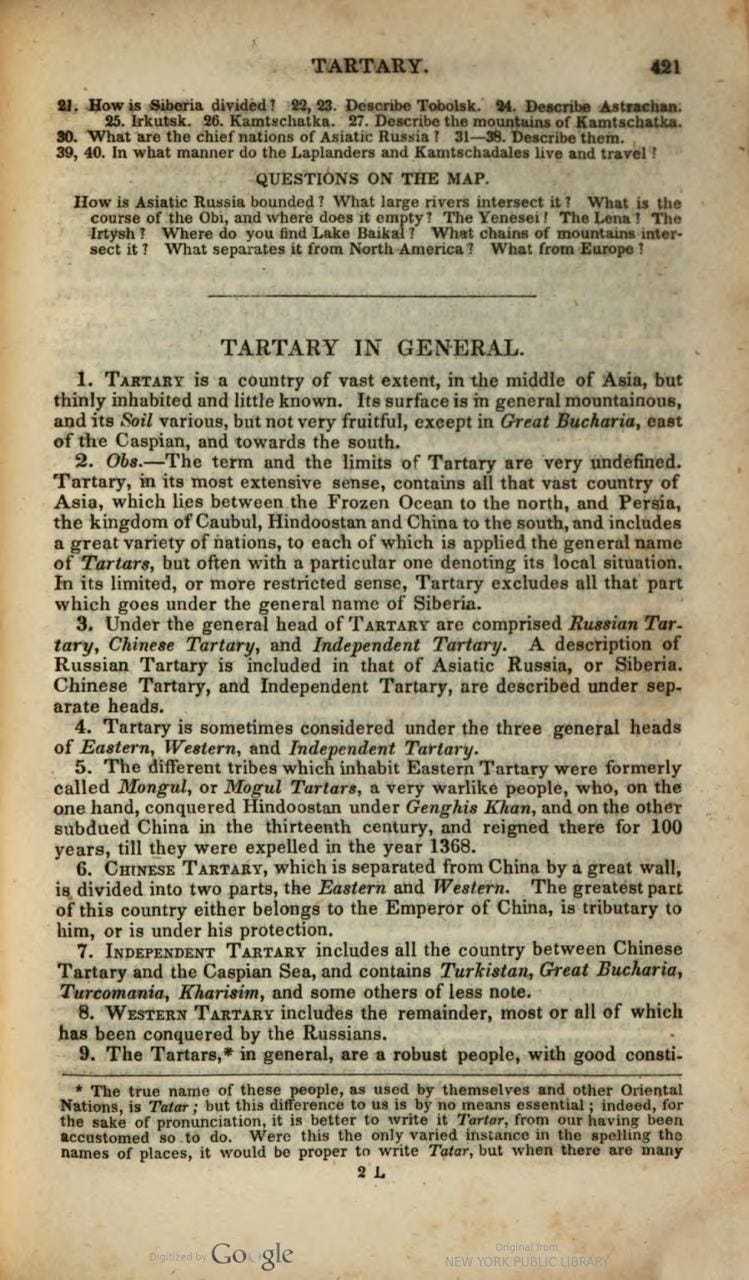 TARTARY. 421
21. How is Siberia divided? 22, 23. Describe Tobolsk. 24. Describe Astrachan.
25. Irkutsk. 26. Kamtschatka. 27. Describe the mountains of Kamtschatka.
30. What are the chief nations of Asiatic Russia? 31—38. Describe them.
39, 40. In what manner do the Laplanders and Kamtschadales live and travel?
QUESTIONS ON THE MAP.
How is Asiatic Russia bounded? What large rivers intersect it? What is the
course of the Obi, and where does it empty? The Yenesei? The Lena? The
Irtysh? Where do you find Lake Baikal? What chains of mountains inter-
sect it? What separates it from North America? What from Europe?
TARTARY IN GENERAL.
1. TARTARY is a country of vast extent, in the middle of Asia, but
thinly inhabited and little known. Its surface is in general mountainous,
and its Soil various, but not very fruitful, except in Great Bucharia, east
of the Caspian, and towards the south.
2. Obs.—The term and the limits of Tartary are very undefined.
Tartary, in its most extensive sense, contains all that vast country of
Asia, which lies between the Frozen Ocean to the north, and Persia,
the kingdom of Caubul, Hindoostan and China to the south, and includes
a great variety of nations, to each of which is applied the general name
of Tartars, but often with a particular one denoting its local situation.
In its limited, or more restricted sense, Tartary excludes all that part
which goes under the general name of Siberia.
3. Under the general head of TARTARY are comprised Russian Tar-
tary, Chinese Tartary, and Independent Tartary. A description of
Russian Tartary is included in that of Asiatic Russia, or Siberia.
Chinese Tartary, and Independent Tartary, are described under sep-
arate heads.
4. Tartary is sometimes considered under the three general heads
of Eastern, Western, and Independent Tartary.
5. The different tribes which inhabit Eastern Tartary were formerly
called Mongul, or Mogul Tartars, a very warlike people, who, on the
one hand, conquered Hindoostan under Genghis Khan, and on the other
subdued China in the thirteenth century, and reigned there for 100
years, till they were expelled in the year 1368.
6. CHINESE TARTARY, which is separated from China by a great wall,
is divided into two parts, the Eastern and Western. The greatest part
of this country either belongs to the Emperor of China, is tributary to
him, or is under his protection.
7. INDEPENDENT TARTARY includes all the country between Chinese
Tartary and the Caspian Sea, and contains Turkistan, Great Bucharia,
Turcomania, Kharisim, and some others of less note.
8. WESTERN TARTARY includes the remainder, most or all of which
has been conquered by the Russians.
9. The Tartars,* in general, are a robust people, with good consti-
* The true name of these people, as used by themselves and other Oriental
Nations, is Tatar; but this difference to us is by no means essential; indeed, for
the sake of pronunciation, it is better to write it Tartar, from our having been
accustomed so to do. Were this the only varied instance in the spelling the
names of places, it would be proper to write Tatar, but when there are many
2 L
Digitized by Google
Original from
NEW YORK PUBLIC LIBRARY